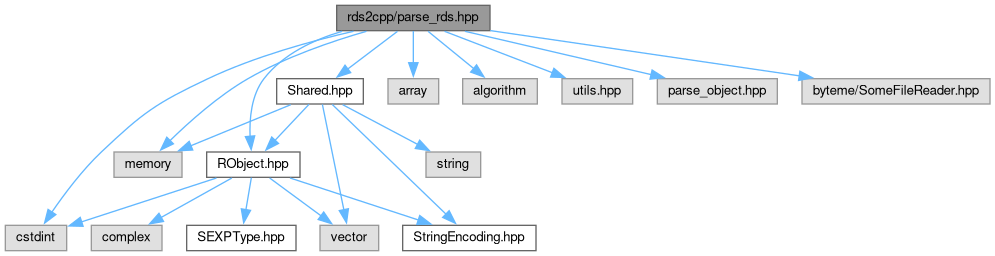 rds2cpp/parse_rds.hpp
Shared.hpp
array
algorithm
utils.hpp
parse_object.hpp
byteme/SomeFileReader.hpp
memory
RObject.hpp
string
cstdint
complex
SEXPType.hpp
vector
StringEncoding.hpp